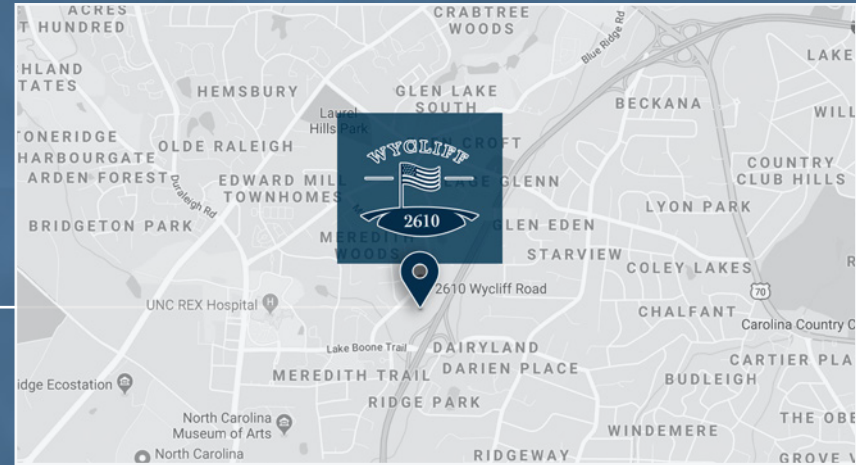 ACRES
T HUNDRED
CRABTREE
WOODS
Blue Ridge Rd
LAKE
HLAND
TATES
HEMSBURY
GLEN LAKE
SOUTH
BECKANA
WILL
Laurel
Hills Park
TONERIDGE
HARBOURGATE
ARDEN FOREST
OLDE RALEIGH
Duraleigh Rd
EDWARD MILL
TOWNHOMES
WYCLIFF
2610
EN CROFT
LAGE GLENN
COUNTRY
CLUB HILLS
LYON PARK
BRIDGETON PARK
MEREDITH
WOODS
GLEN EDEN
STARVIEW
COLEY LAKES
R
2610 Wycliff Road
70
UNC REX Hospital
H
CHALFANT
Carolina Country C
Lake Boone Trail
DAIRYLAND
MEREDITH TRAIL
DARIEN PLACE
CARTIER PLA
BUDLEIGH
idge Ecostation
RIDGE PARK
North Carolina
Museum of Arts
WINDEMERE
THE OBE
North Carolina
RIDGEWAY
GROVE V